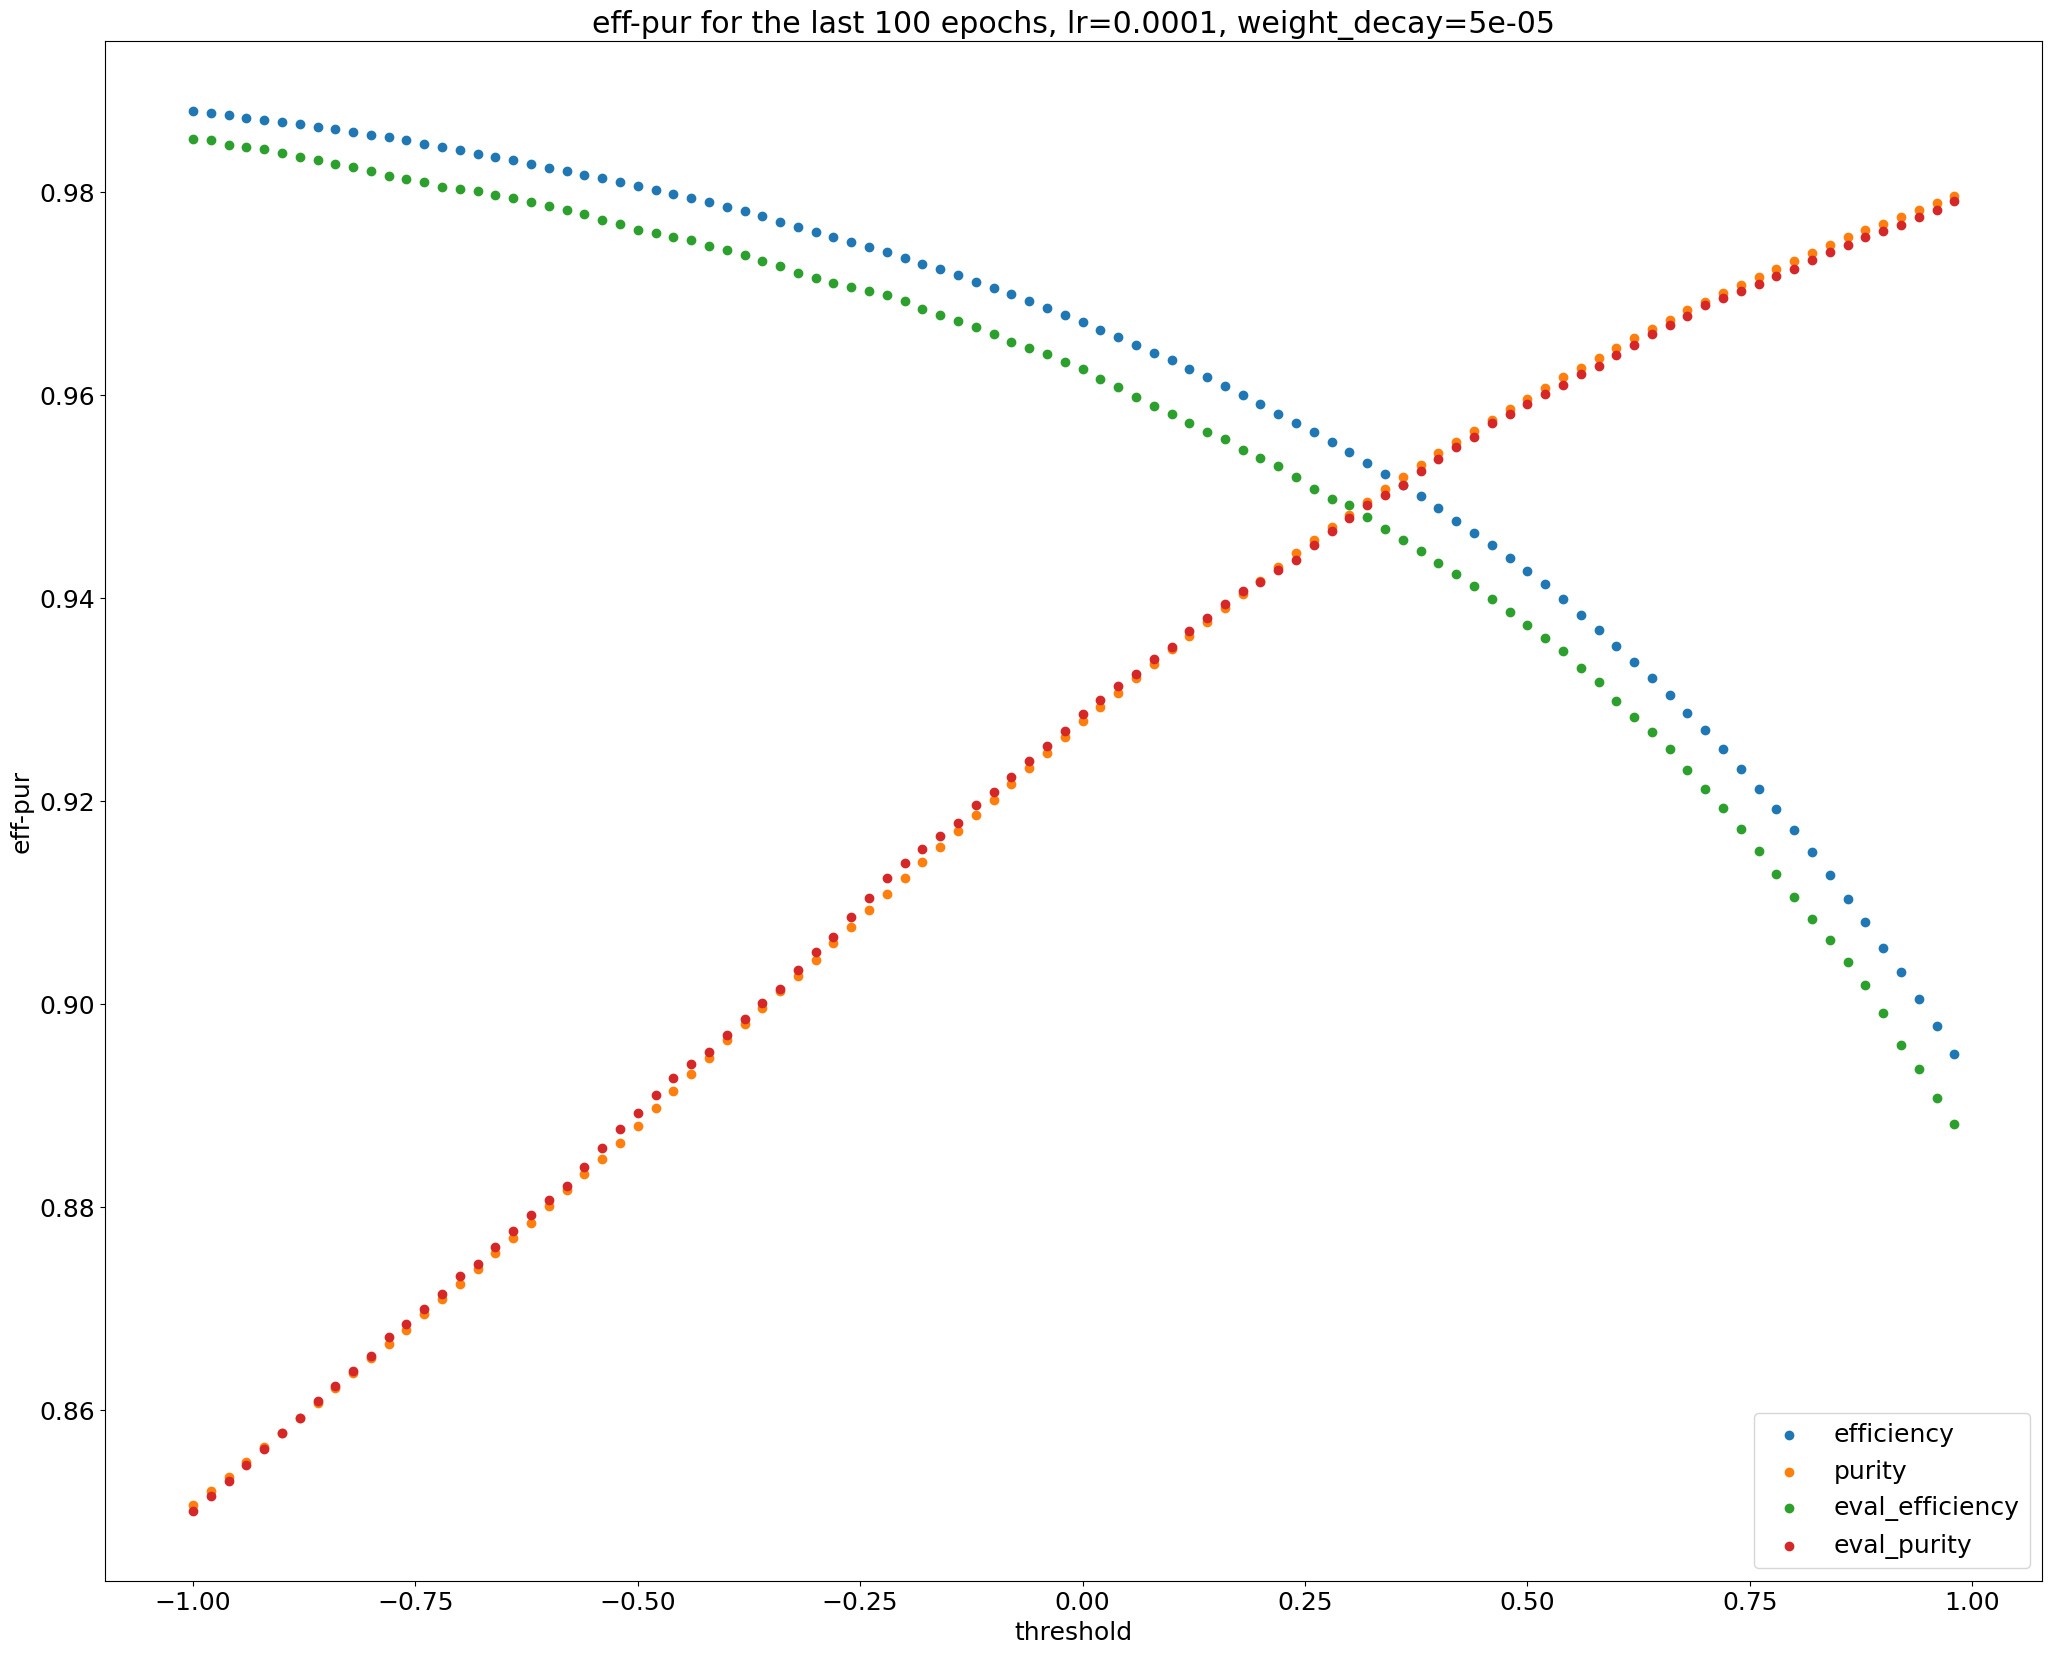 eff-pur for the last 100 epochs, lr=0.0001, weight_decay=5e-05
eff-pur
0.98
0.96
0.94
0.92
0.90
0.88
0.86
−1.00 −0.75 −0.50 −0.25 0.00 0.25 0.50 0.75 1.00
threshold
efficiency
purity
eval_efficiency
eval_purity